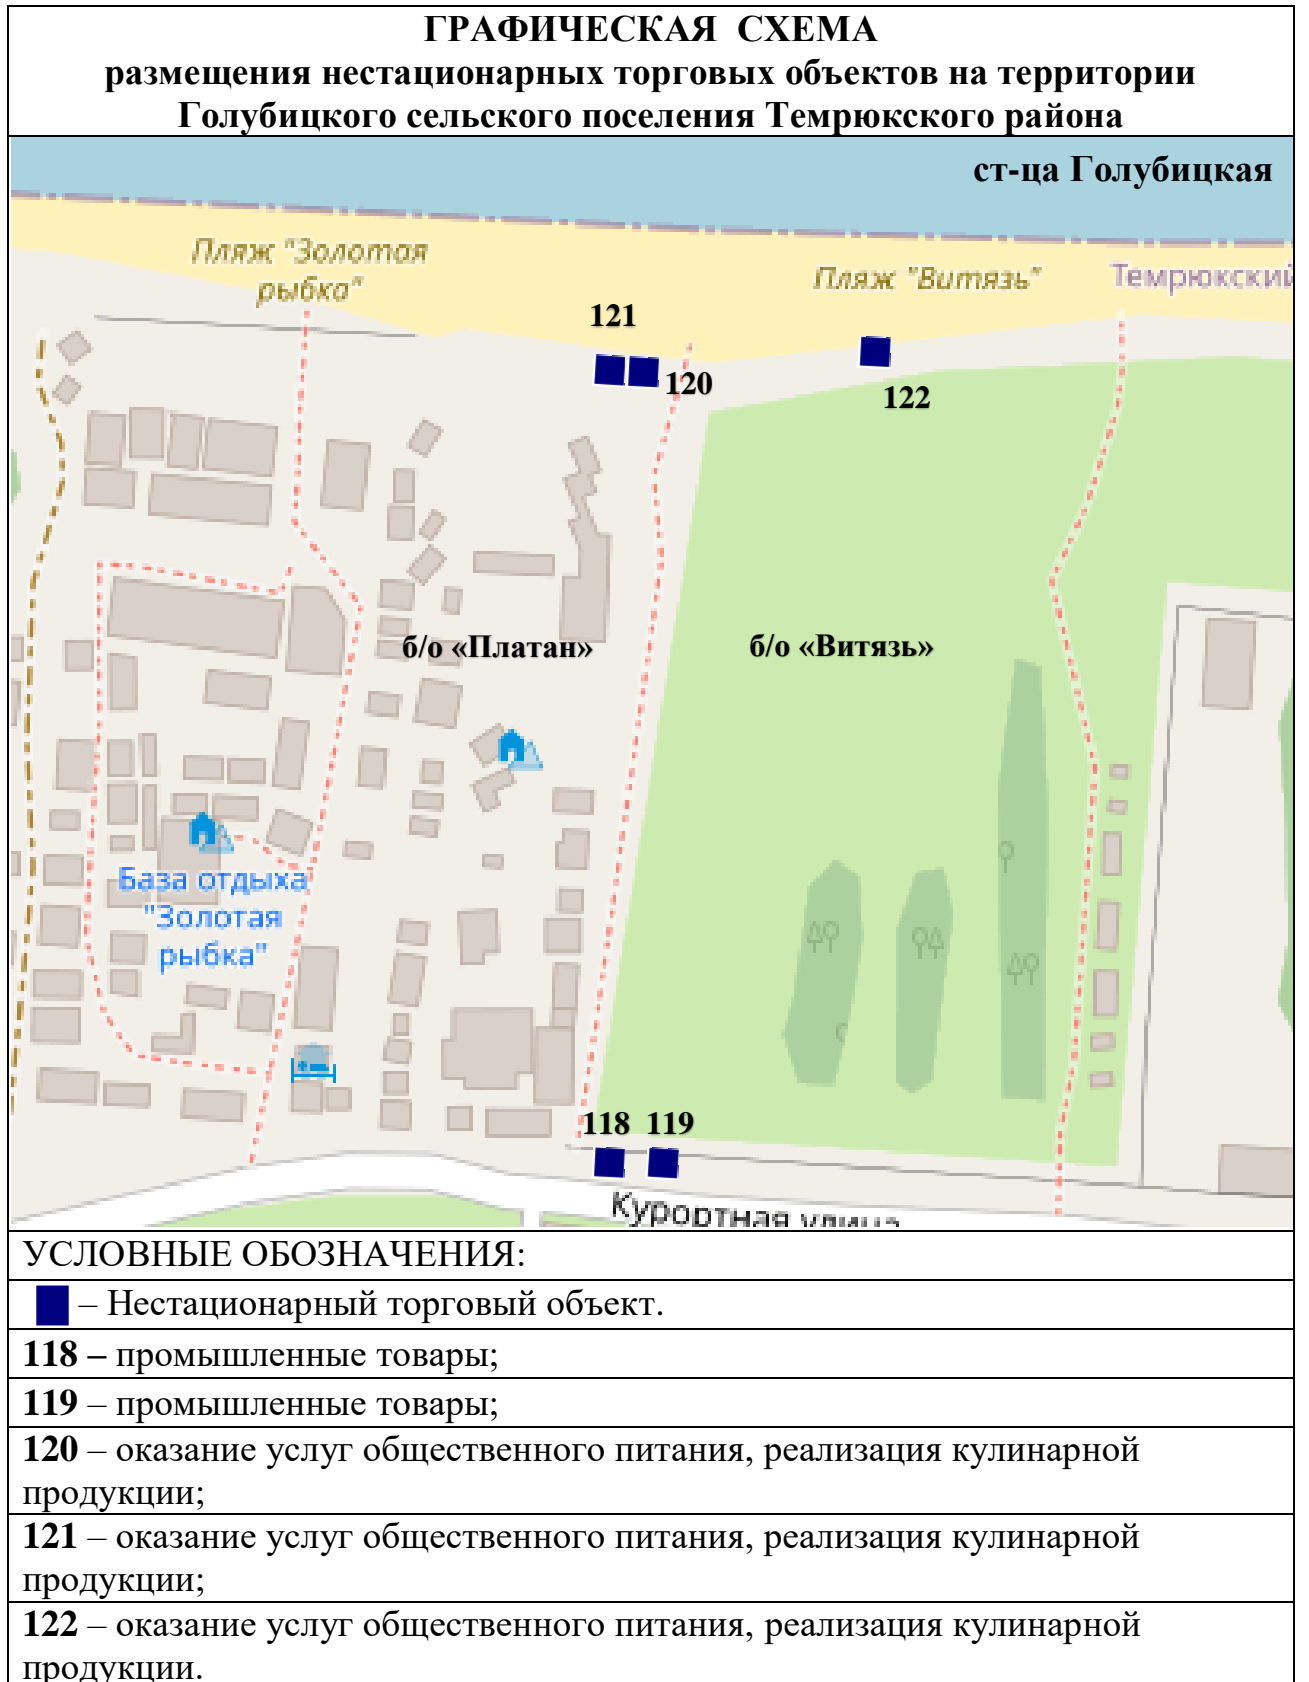 ГРАФИЧЕСКАЯ СХЕМА
размещения нестационарных торговых объектов на территории
Голубицкого сельского поселения Темрюкского района
ст-ца Голубицкая
Пляж "Золотая
рыбка"
Пляж "Витязь"
Темрюкский
121
120
122
б/о «Платан»
б/о «Витязь»
База отдыха
"Золотая
рыбка"
118 119
Курортная улица
УСЛОВНЫЕ ОБОЗНАЧЕНИЯ:
– Нестационарный торговый объект.
118 – промышленные товары;
119 – промышленные товары;
120 – оказание услуг общественного питания, реализация кулинарной
продукции;
121 – оказание услуг общественного питания, реализация кулинарной
продукции;
122 – оказание услуг общественного питания, реализация кулинарной
продукции.